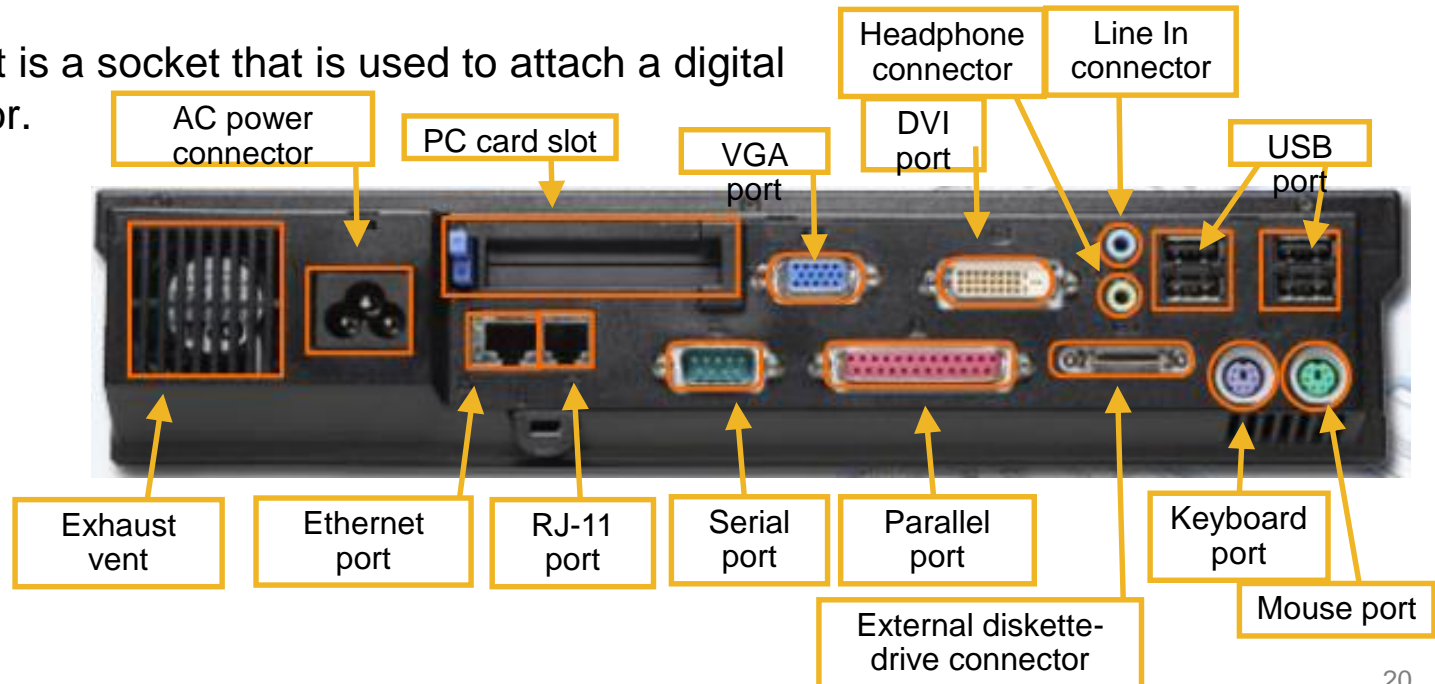 t is a socket that is used to attach a digital
or.
Headphone
connector
Line In
connector
AC power
connector
PC card slot
VGA
port
DVI
port
USB
port
Exhaust
vent
Ethernet
port
RJ-11
port
Serial
port
Parallel
port
Keyboard
port
Mouse port
External diskette-
drive connector
20